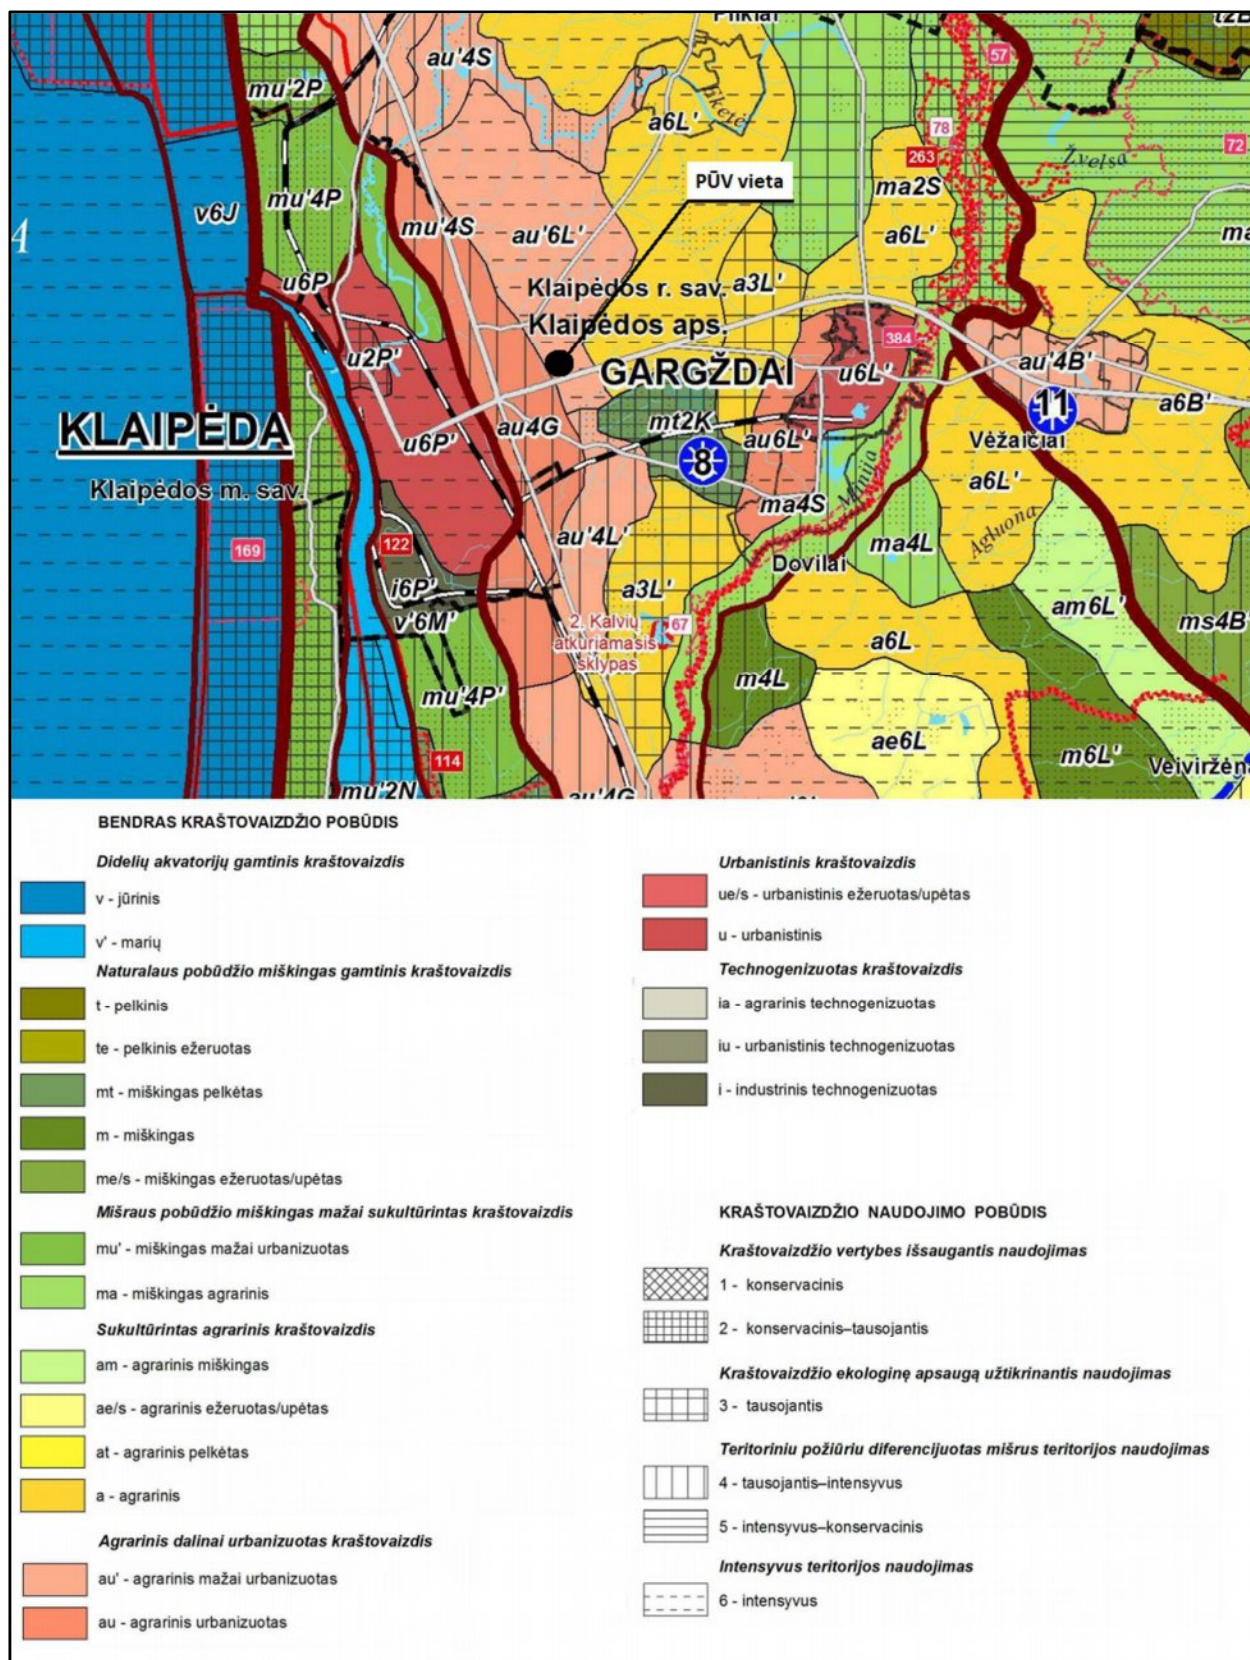 Plikiai
t2B
au'4S
57
mu'2P
Eketė
a6L'
78
Žvelsa
263
72
PŪV vieta
ma2S
mu'4P
v6J
mu'4S
au'6L'
a6L'
ma
4
u6P
Klaipėdos r. sav.
a3L'
Klaipėdos aps.
384
u2P'
GARGŽDAI
u6L'
au'4B'
11
a6B'
KLAIPĖDA
u6P'
au4G
mt2K
au6L'
8
Vėžaičiai
Klaipėdos m. sav.
Minija
a6L'
ma4S
au'4L'
Agluona
122
169
ma4L
Dovilai
i6P'
a3L'
am6L'
v'6M'
2. Kalvių
67
ms4B'
atkuriamasis
sklypas
a6L
mu'4P'
m4L
ae6L
m6L'
114
Veiviržėna
mu'2N
au'4G
BENDRAS KRAŠTOVAIZDŽIO POBŪDIS
Didelių akvatorijų gamtinis kraštovaizdis
v - jūrinis
v' - marių
Naturalaus pobūdžio miškingas gamtinis kraštovaizdis
t - pelkinis
te - pelkinis ežeruotas
mt - miškingas pelkėtas
m - miškingas
me/s - miškingas ežeruotas/upėtas
Mišraus pobūdžio miškingas mažai sukultūrintas kraštovaizdis
mu' - miškingas mažai urbanizuotas
ma - miškingas agrarinis
Sukultūrintas agrarinis kraštovaizdis
am - agrarinis miškingas
ae/s - agrarinis ežeruotas/upėtas
at - agrarinis pelkėtas
a - agrarinis
Agrarinis dalinai urbanizuotas kraštovaizdis
au' - agrarinis mažai urbanizuotas
au - agrarinis urbanizuotas
Urbanistinis kraštovaizdis
ue/s - urbanistinis ežeruotas/upėtas
u - urbanistinis
Technogenizuotas kraštovaizdis
ia - agrarinis technogenizuotas
iu - urbanistinis technogenizuotas
i - industrinis technogenizuotas
KRAŠTOVAIZDŽIO NAUDOJIMO POBŪDIS
Kraštovaizdžio vertybes išsaugantis naudojimas
1 - konservacinis
2 - konservacinis–tausojantis
Kraštovaizdžio ekologinę apsaugą užtikrinantis naudojimas
3 - tausojantis
Teritoriniu požiūriu diferencijuotas mišrus teritorijos naudojimas
4 - tausojantis–intensyvus
5 - intensyvus–konservacinis
Intensyvus teritorijos naudojimas
6 - intensyvus